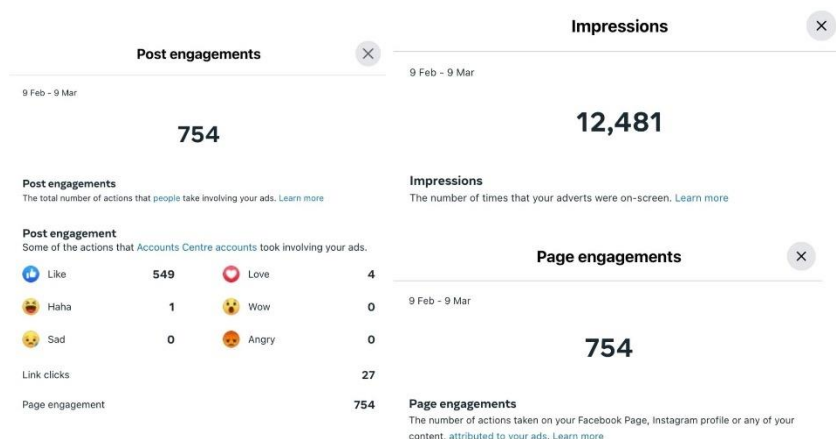 Post engagements
9 Feb - 9 Mar
754
Post engagements
The total number of actions that people take involving your ads. Learn more
Post engagement
Some of the actions that Accounts Centre accounts took involving your ads.
Like 549 Love 4
Haha 1 Wow 0
Sad 0 Angry 0
Link clicks 27
Page engagement 754
Impressions
9 Feb - 9 Mar
12,481
Impressions
The number of times that your adverts were on-screen. Learn more
Page engagements
9 Feb - 9 Mar
754
Page engagements
The number of actions taken on your Facebook Page, Instagram profile or any of your
content, attributed to your ads. Learn more